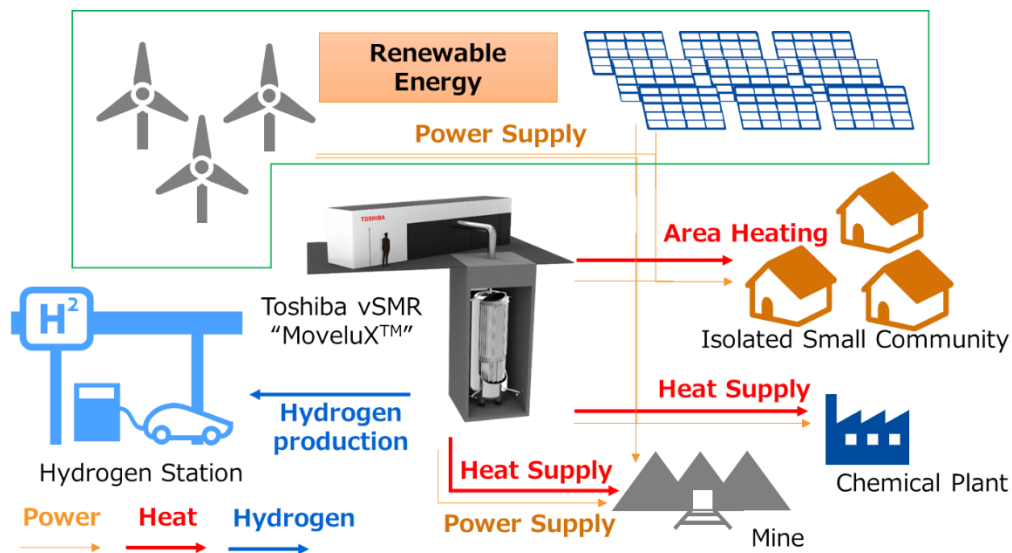 Renewable
Energy
Power Supply
TOSHIBA
Area Heating
Toshiba vSMR
“MoveluX™”
H²
Isolated Small Community
Heat Supply
Hydrogen
production
Hydrogen Station
Heat Supply
Chemical Plant
Power Supply
Mine
Power
Heat
Hydrogen